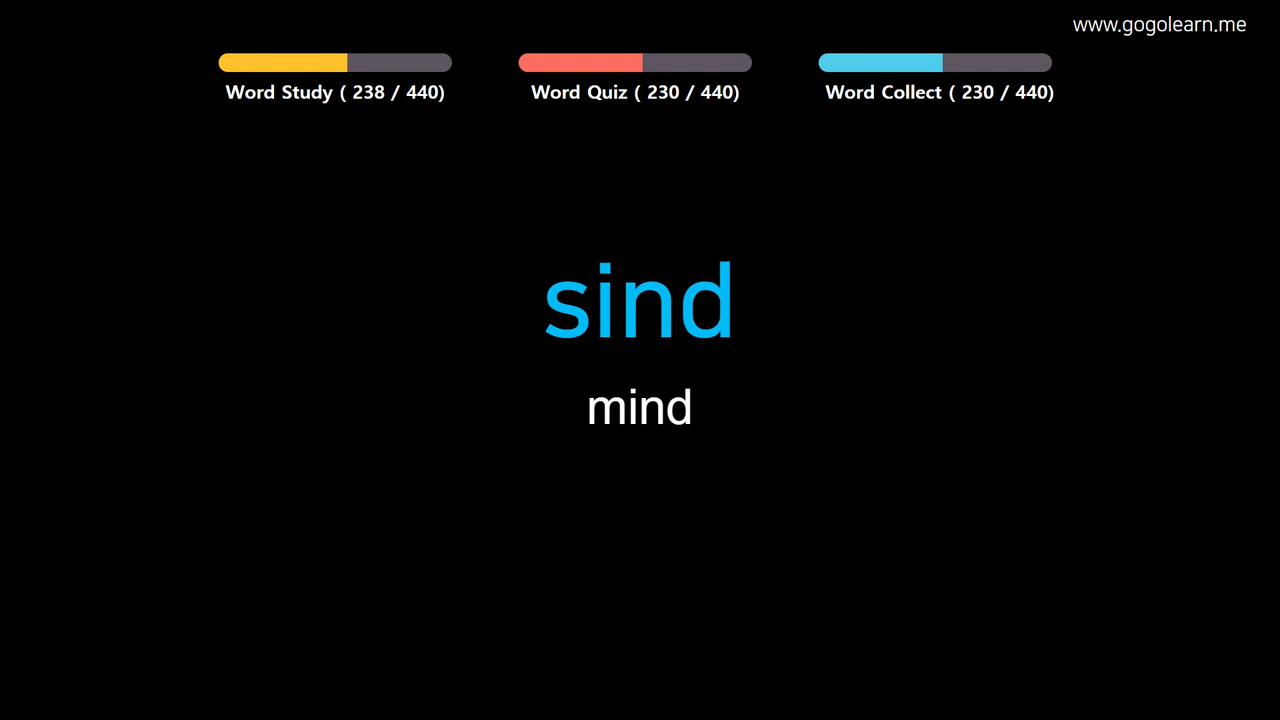 www.gogolearn.me
Word Study ( 238 / 440)
Word Quiz ( 230 / 440)
Word Collect ( 230 / 440)
sind
mind